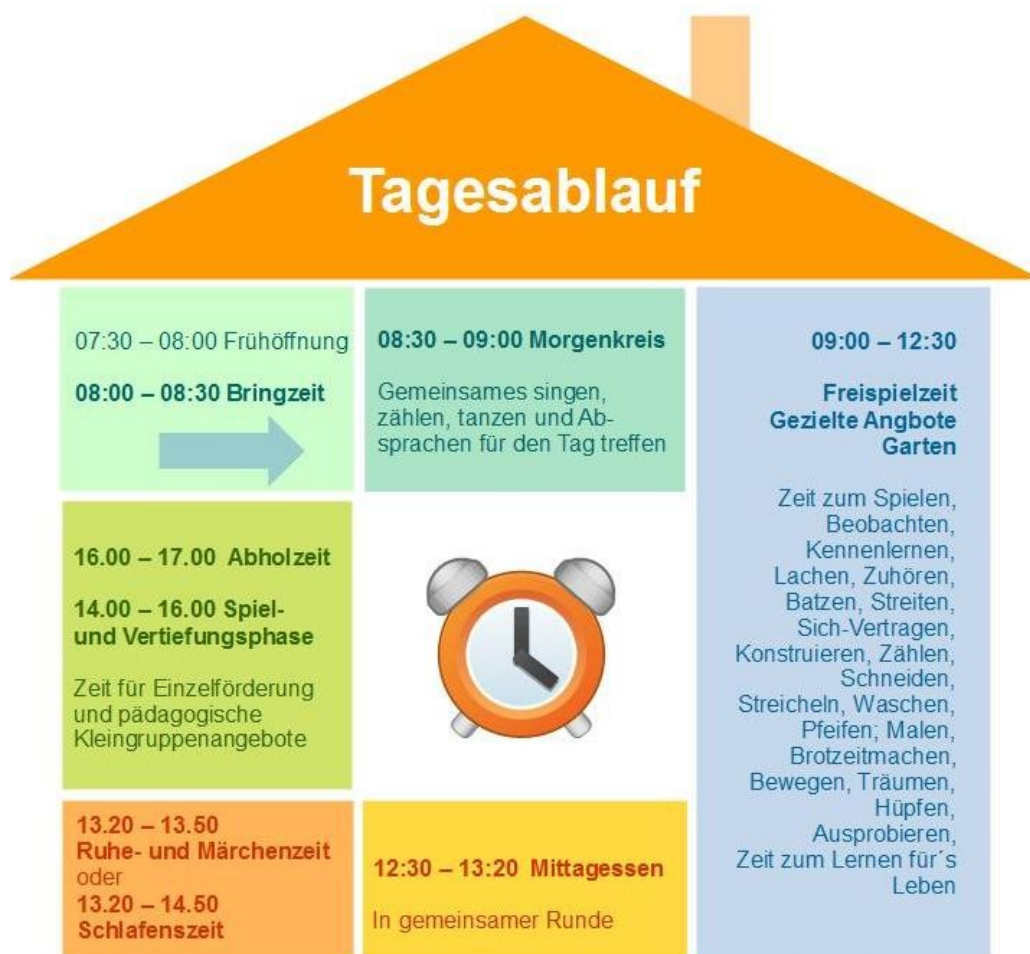 Tagesablauf
07:30 – 08:00 Frühöffnung
08:00 – 08:30 Bringzeit
08:30 – 09:00 Morgenkreis
Gemeinsames singen,
zählen, tanzen und Ab-
sprachen für den Tag treffen
09:00 – 12:30
Freispielzeit
Gezielte Angbote
Garten
Zeit zum Spielen,
Beobachten,
Kennenlernen,
Lachen, Zuhören,
Batzen, Streiten,
Sich-Vertragen,
Konstruieren, Zählen,
Schneiden,
Streicheln, Waschen,
Pfeifen; Malen,
Brotzeitmachen,
Bewegen, Träumen,
Hüpfen,
Ausprobieren,
Zeit zum Lernen für´s
Leben
16.00 – 17.00 Abholzeit
14.00 – 16.00 Spiel-
und Vertiefungsphase
Zeit für Einzelförderung
und pädagogische
Kleingruppenangebote
13.20 – 13.50
Ruhe- und Märchenzeit
oder
13.20 – 14.50
Schlafenszeit
12:30 – 13:20 Mittagessen
In gemeinsamer Runde